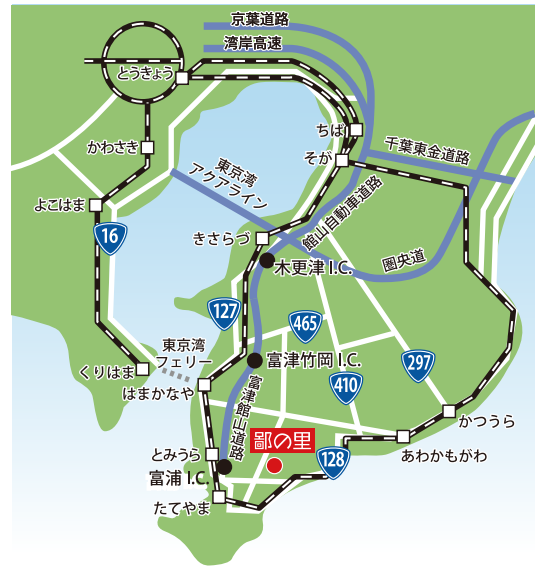 京葉道路
湾岸高速
とうきょう
ちば
千葉東金道路
かわさき
そが
東京湾
アクアライン
館山自動車道路
よこはま
16
きさらづ
圏央道
木更津 I.C.
127
465
東京湾
フェリー
富津竹岡 I.C.
297
くりはま
はまかなや
410
富津館山道路
かつうら
鄙の里
とみうら
あわかもがわ
128
富浦 I.C.
たてやま